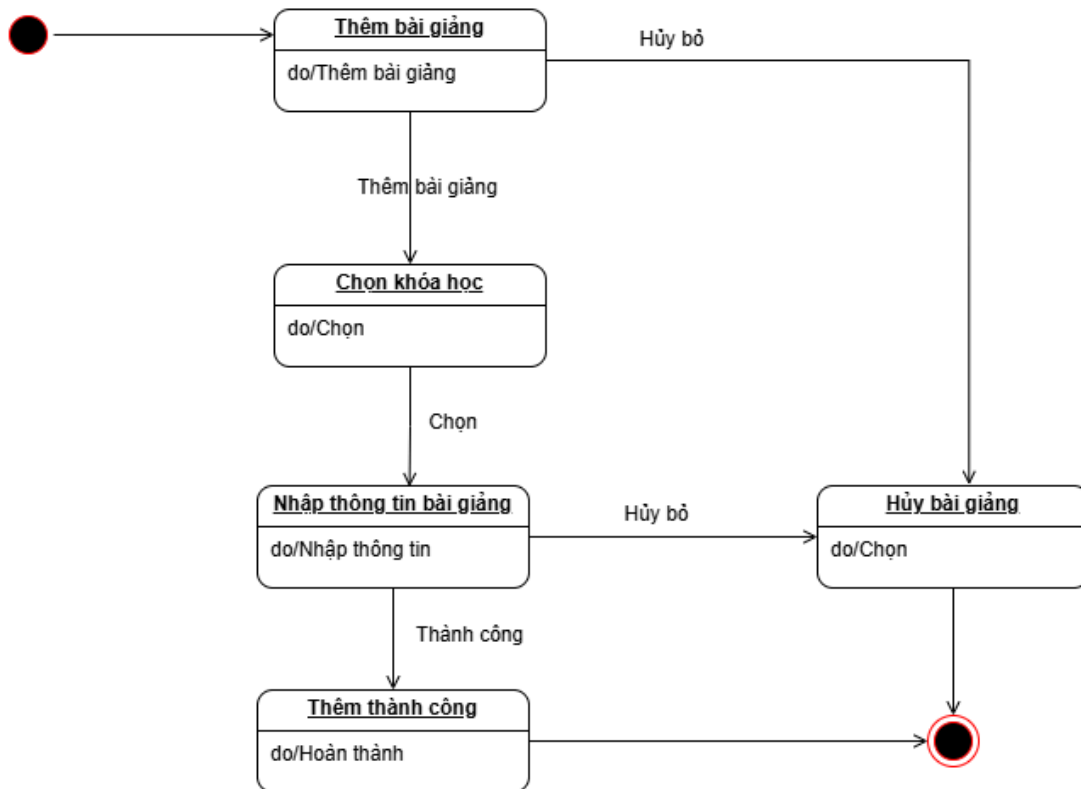 Thêm bài giảng
do/Thêm bài giảng
Hủy bỏ
Thêm bài giảng
Chọn khóa học
do/Chọn
Chọn
Nhập thông tin bài giảng
do/Nhập thông tin
Hủy bỏ
Hủy bài giảng
do/Chọn
Thành công
Thêm thành công
do/Hoàn thành